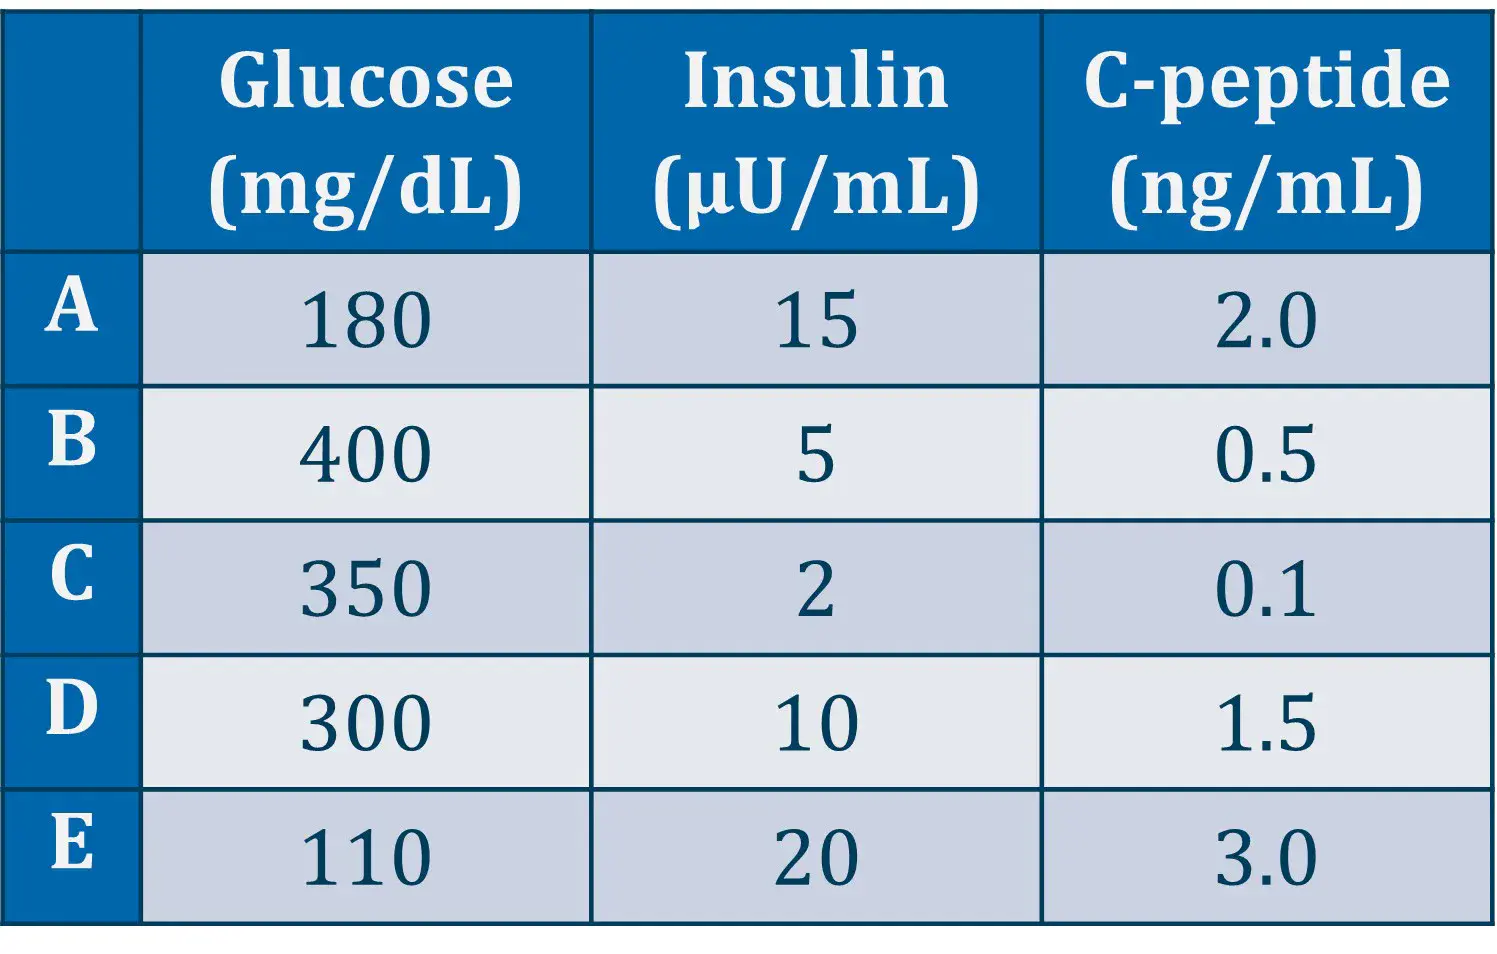 Glucose Insulin C-peptide
(mg/dL) (μU/mL) (ng/mL)
A 180 15 2.0
B 400 5 0.5
C 350 2 0.1
D 300 10 1.5
E 110 20 3.0